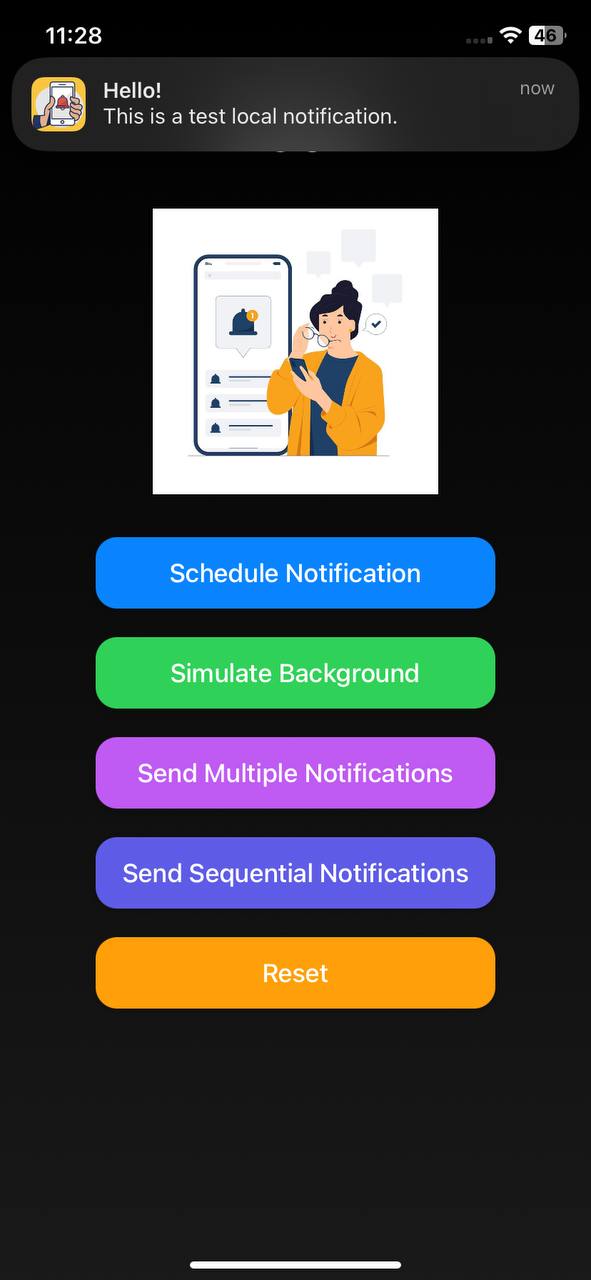 11:28
46
Hello!
now
This is a test local notification.
1
Schedule Notification
Simulate Background
Send Multiple Notifications
Send Sequential Notifications
Reset